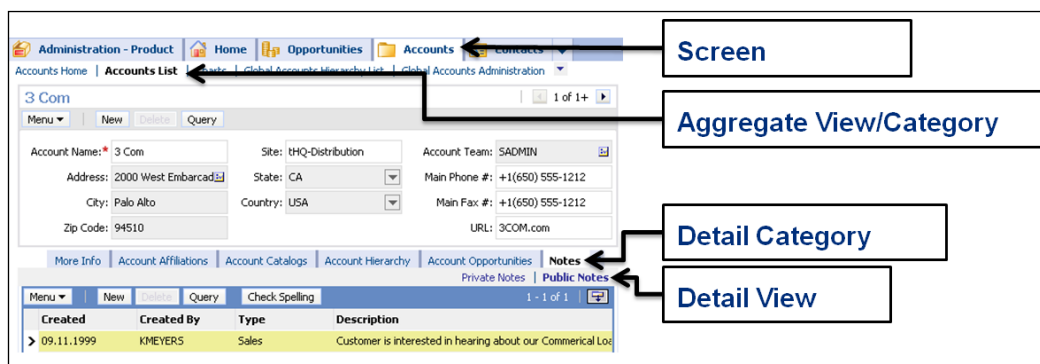 Administration - Product Home Opportunities Accounts Contacts
Screen
Accounts Home | Accounts List | Charts | Global Accounts Hierarchy List | Global Accounts Administration
3 Com 1 of 1+
Menu New Delete Query
Aggregate View/Category
Account Name:* 3 Com Site: tHQ-Distribution Account Team: SADMIN
Address: 2000 West Embarcad State: CA Main Phone #: +1(650) 555-1212
City: Palo Alto Country: USA Main Fax #: +1(650) 555-1212
Zip Code: 94510 URL: 3COM.com
Detail Category
More Info Account Affiliations Account Catalogs Account Hierarchy Account Opportunities Notes
Private Notes | Public Notes
Detail View
Menu New Delete Query Check Spelling 1 - 1 of 1
Created Created By Type Description
09.11.1999 KMEYERS Sales Customer is interested in hearing about our Commerical Loa